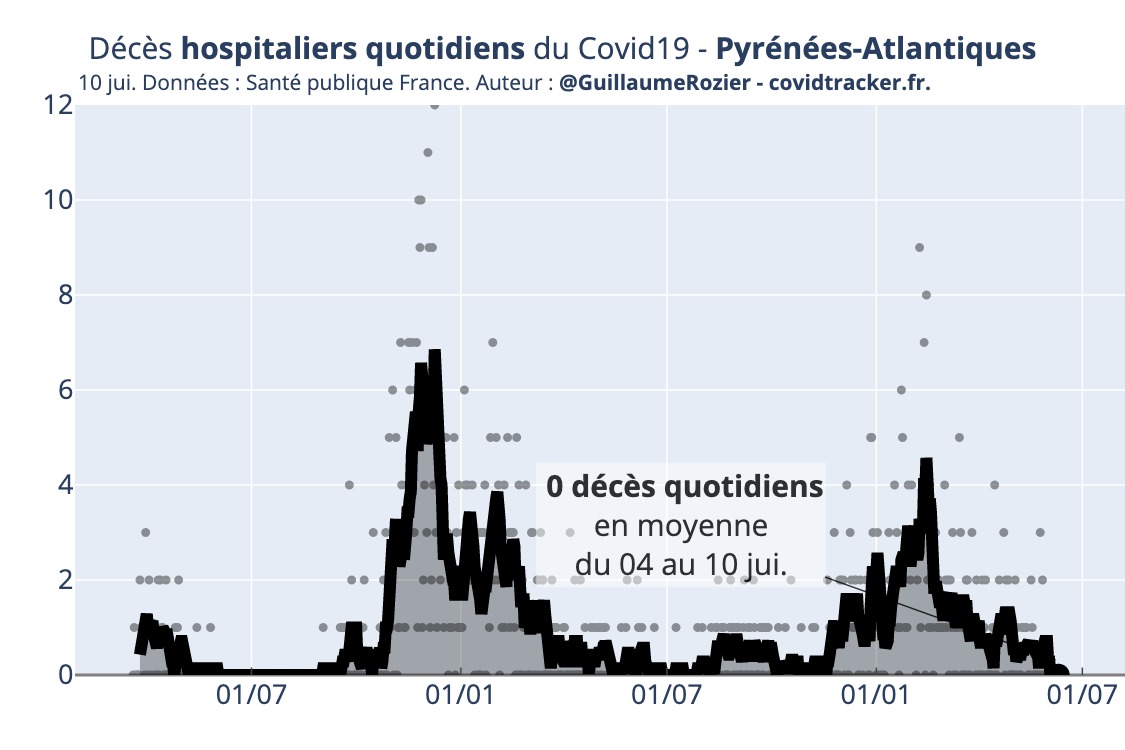 Décès hospitaliers quotidiens du Covid19 - Pyrénées-Atlantiques
10 jui. Données : Santé publique France. Auteur : @GuillaumeRozier - covidtracker.fr.
12
10
8
6
4
2
0
0 décès quotidiens
en moyenne
du 04 au 10 jui.
01/07 01/01 01/07 01/01 01/07